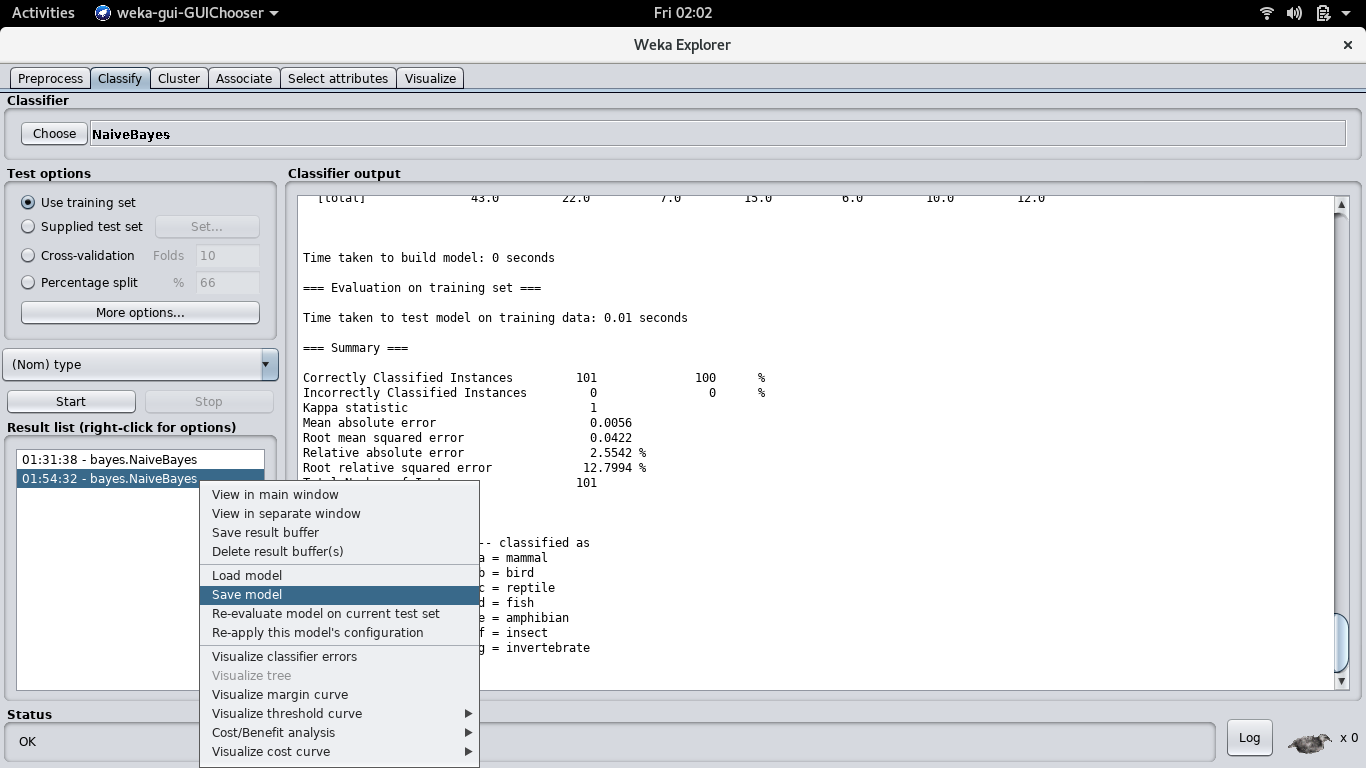 Activities weka-gui-GUIChooser Fri 02:02
Weka Explorer ×
Preprocess Classify Cluster Associate Select attributes Visualize
Classifier
Choose NaiveBayes
Test options
Use training set
Supplied test set Set...
Cross-validation Folds 10
Percentage split % 66
More options...
(Nom) type
Start Stop
Result list (right-click for options)
01:31:38 - bayes.NaiveBayes
01:54:32 - bayes.NaiveBayes
Classifier output
[total] 43.0 22.0 7.0 15.0 6.0 10.0 12.0
Time taken to build model: 0 seconds
=== Evaluation on training set ===
Time taken to test model on training data: 0.01 seconds
=== Summary ===
Correctly Classified Instances 101 100 %
Incorrectly Classified Instances 0 0 %
Kappa statistic 1
Mean absolute error 0.0056
Root mean squared error 0.0422
Relative absolute error 2.5542 %
Root relative squared error 12.7994 %
101
-- classified as
a = mammal
b = bird
c = reptile
d = fish
e = amphibian
f = insect
g = invertebrate
View in main window
View in separate window
Save result buffer
Delete result buffer(s)
Load model
Save model
Re-evaluate model on current test set
Re-apply this model's configuration
Visualize classifier errors
Visualize tree
Visualize margin curve
Visualize threshold curve
Cost/Benefit analysis
Visualize cost curve
Status
OK
Log x 0